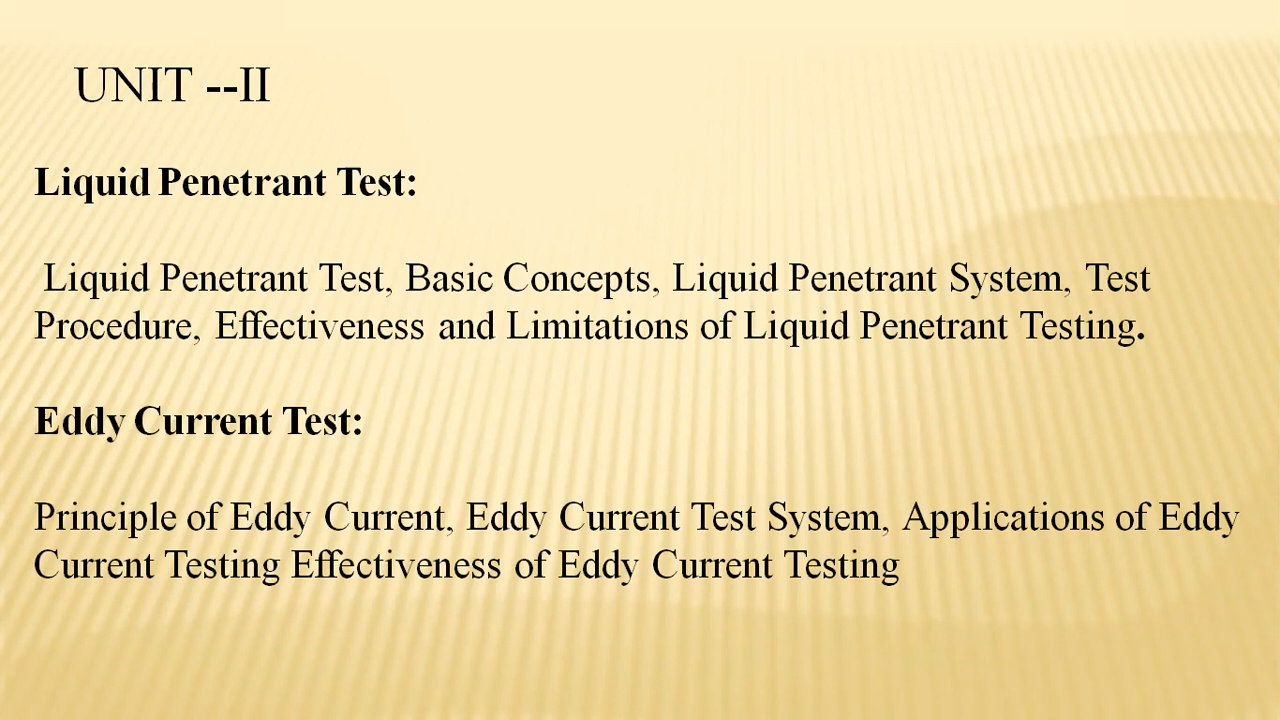 UNIT --II
Liquid Penetrant Test:
Liquid Penetrant Test, Basic Concepts, Liquid Penetrant System, Test
Procedure, Effectiveness and Limitations of Liquid Penetrant Testing.
Eddy Current Test:
Principle of Eddy Current, Eddy Current Test System, Applications of Eddy
Current Testing Effectiveness of Eddy Current Testing